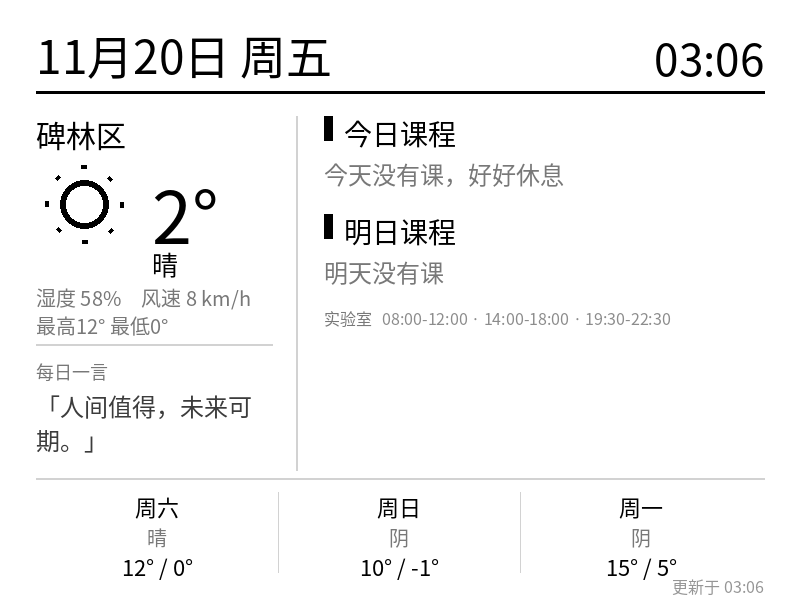 11月20日 周五
03:06
碑林区
2°
晴
湿度 58%　风速 8 km/h
最高12° 最低0°
每日一言
「人间值得，未来可
期。」
今日课程
今天没有课，好好休息
明日课程
明天没有课
实验室 08:00-12:00 · 14:00-18:00 · 19:30-22:30
周六
晴
12° / 0°
周日
阴
10° / -1°
周一
阴
15° / 5°
更新于 03:06